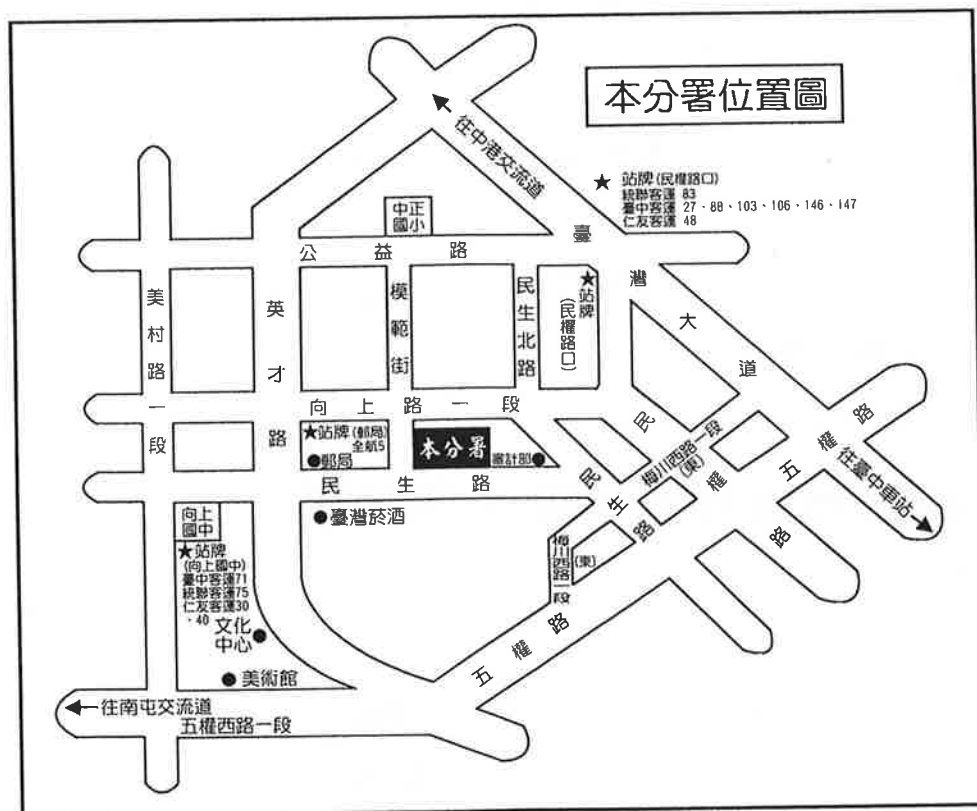 本分署位置圖
往中港交流道
★ 站牌(民權路口)
統聯客運 83
臺中客運 27、88、103、106、146、147
仁友客運 48
中正
國小
公益路
臺灣大道
美村路一段
英才路
模範街
民生北路
★站牌
(民權路口)
向上路一段
★站牌(郵局)
全航5
●郵局
本分署
審計部●
民權路
梅川西路一段
(東)
五權路
往臺中車站
民生路
民生路
●臺灣菸酒
向上
國中
★站牌
(向上國中)
臺中客運71
統聯客運75
仁友客運30
、40
文化
中心●
●美術館
梅川西路一段
(東)
五權路
往南屯交流道
五權西路一段